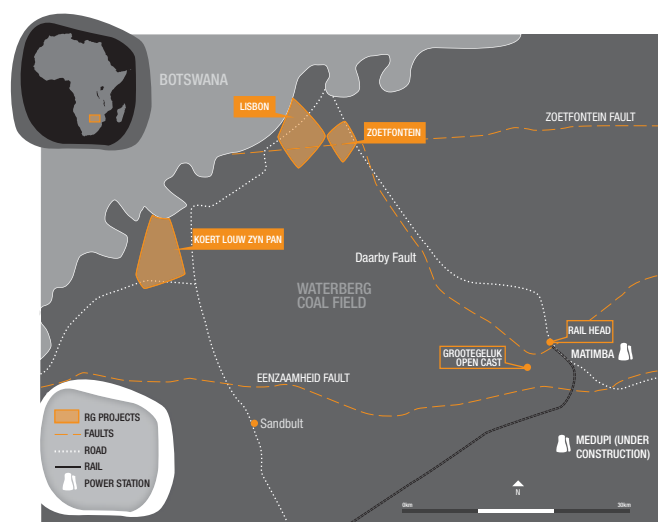 BOTSWANA
LISBON
ZOETFONTEIN FAULT
ZOETFONTEIN
KOERT LOUW ZYN PAN
Daarby Fault
WATERBERG
COAL FIELD
RAIL HEAD
GROOTEGELUK
OPEN CAST
MATIMBA
EENZAAMHEID FAULT
Sandbult
RG PROJECTS
FAULTS
ROAD
RAIL
POWER STATION
MEDUPI (UNDER
CONSTRUCTION)
N
0km
30km